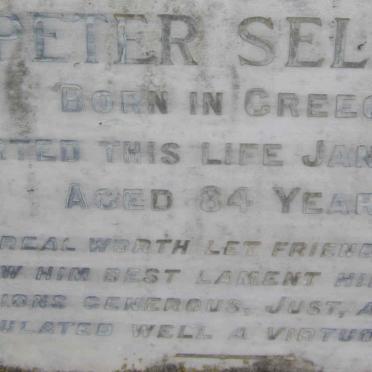 PETER SEL
BORN IN GREEC
RTED THIS LIFE JAN
AGED 84 YEAR
REAL WORTH LET FRIEND
W HIM BEST LAMENT HI
IONS GENEROUS, JUST, A
ULATED WELL A VIRTUO